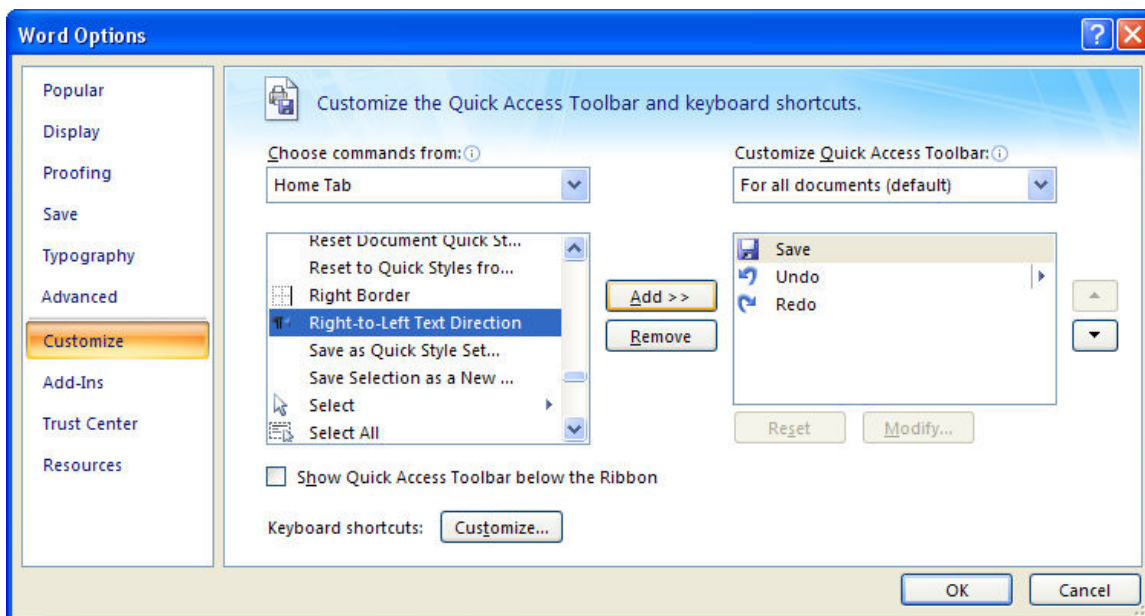 Word Options
Popular
Display
Proofing
Save
Typography
Advanced
Customize
Add-Ins
Trust Center
Resources
Customize the Quick Access Toolbar and keyboard shortcuts.
Choose commands from:
Home Tab
Reset Document Quick St...
Reset to Quick Styles fro...
Right Border
Right-to-Left Text Direction
Save as Quick Style Set...
Save Selection as a New ...
Select
Select All
Add >>
Remove
Customize Quick Access Toolbar:
For all documents (default)
Save
Undo
Redo
Reset
Modify...
Show Quick Access Toolbar below the Ribbon
Keyboard shortcuts:
Customize...
OK
Cancel